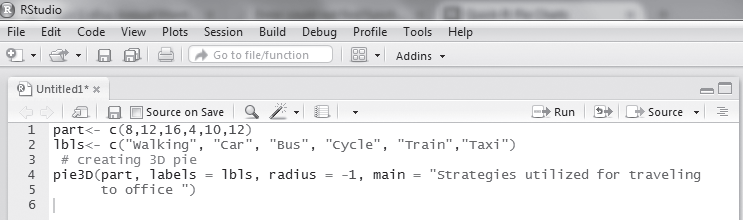 RStudio
File Edit Code View Plots Session Build Debug Profile Tools Help
Go to file/function Addins
Untitled1*
Source on Save Run Source
1 part<- c(8,12,16,4,10,12)
2 lbls<- c("Walking", "Car", "Bus", "Cycle", "Train","Taxi")
3 # creating 3D pie
4 pie3D(part, labels = lbls, radius = -1, main = "Strategies utilized for traveling
5 to office ")
6